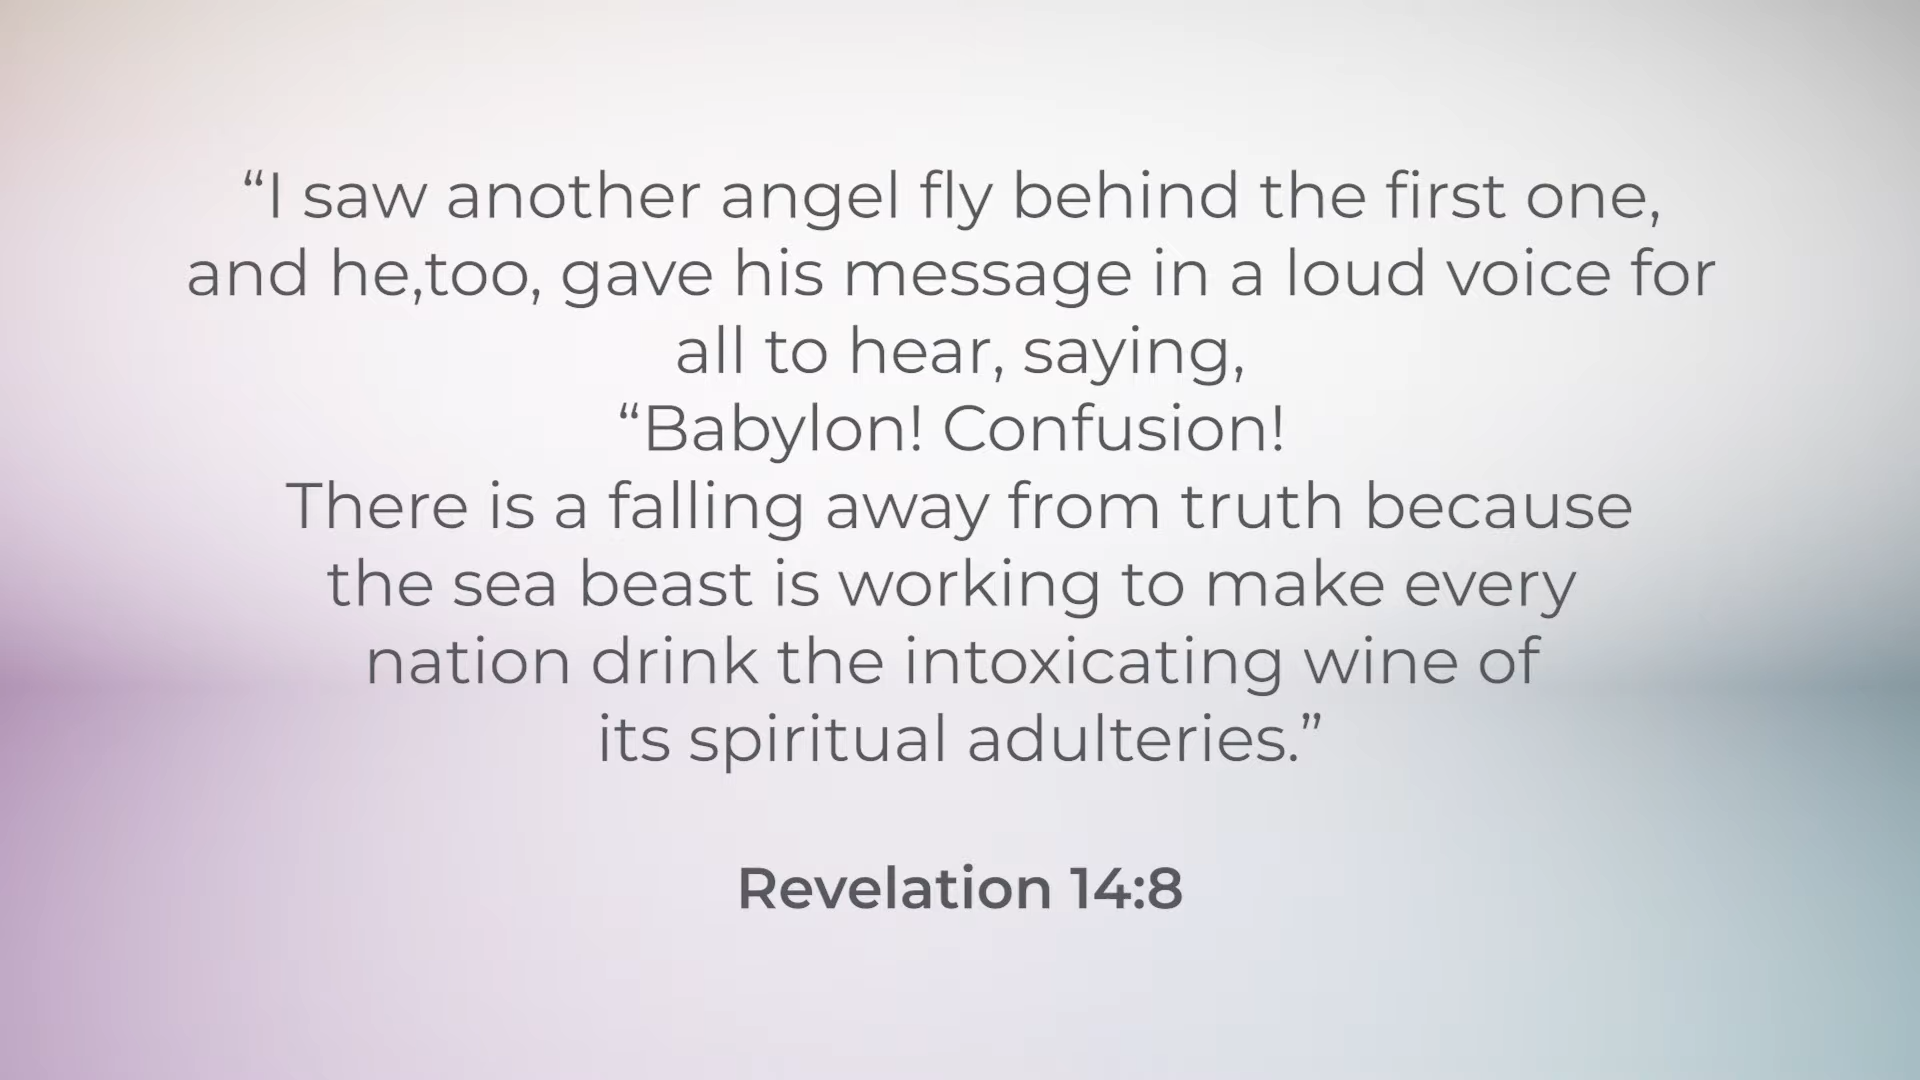 “I saw another angel fly behind the first one,
and he,too, gave his message in a loud voice for
all to hear, saying,
“Babylon! Confusion!
There is a falling away from truth because
the sea beast is working to make every
nation drink the intoxicating wine of
its spiritual adulteries.”
Revelation 14:8